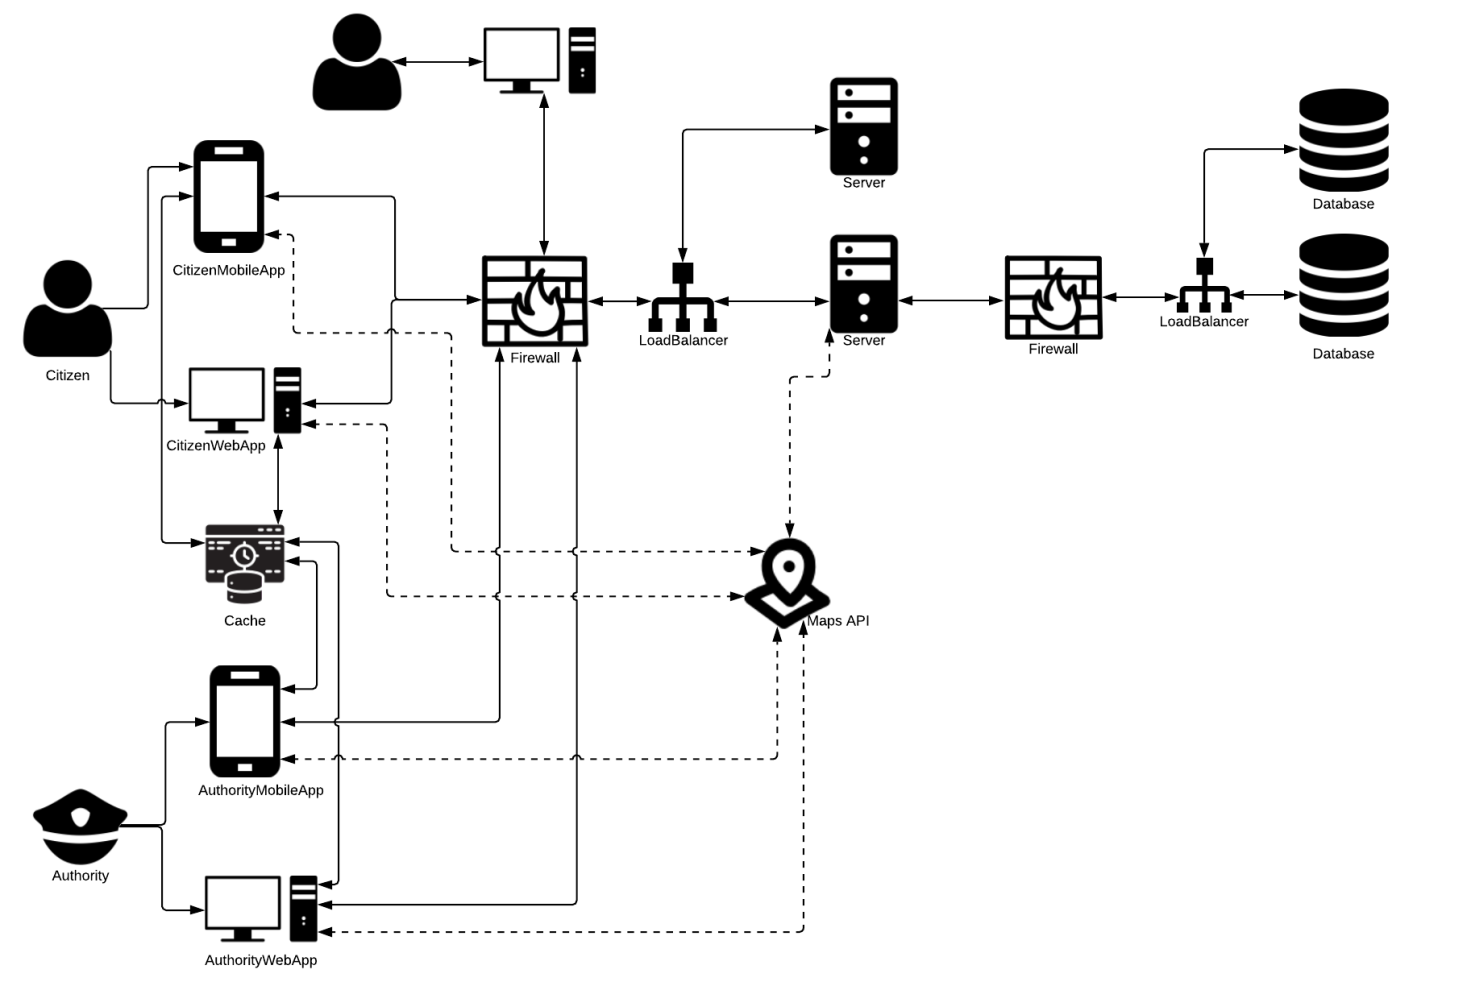 Server
Database
CitizenMobileApp
Citizen
Firewall
LoadBalancer
Server
Firewall
LoadBalancer
Database
CitizenWebApp
Cache
Maps API
AuthorityMobileApp
Authority
AuthorityWebApp